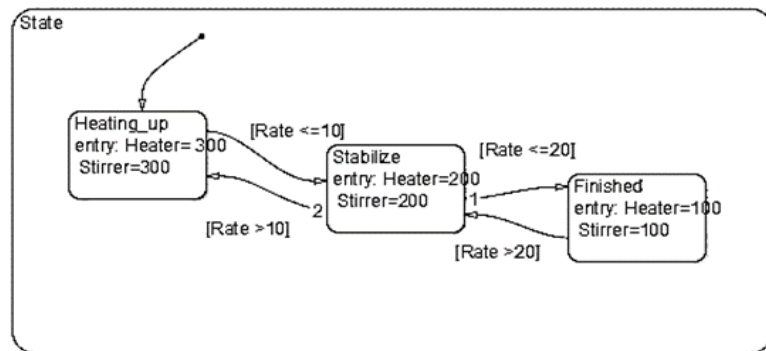 State
Heating_up
entry: Heater= 300
Stirrer=300
[Rate <=10]
Stabilize
entry: Heater=200
Stirrer=200
[Rate <=20]
1
2
[Rate >10]
Finished
entry: Heater=100
Stirrer=100
[Rate >20]